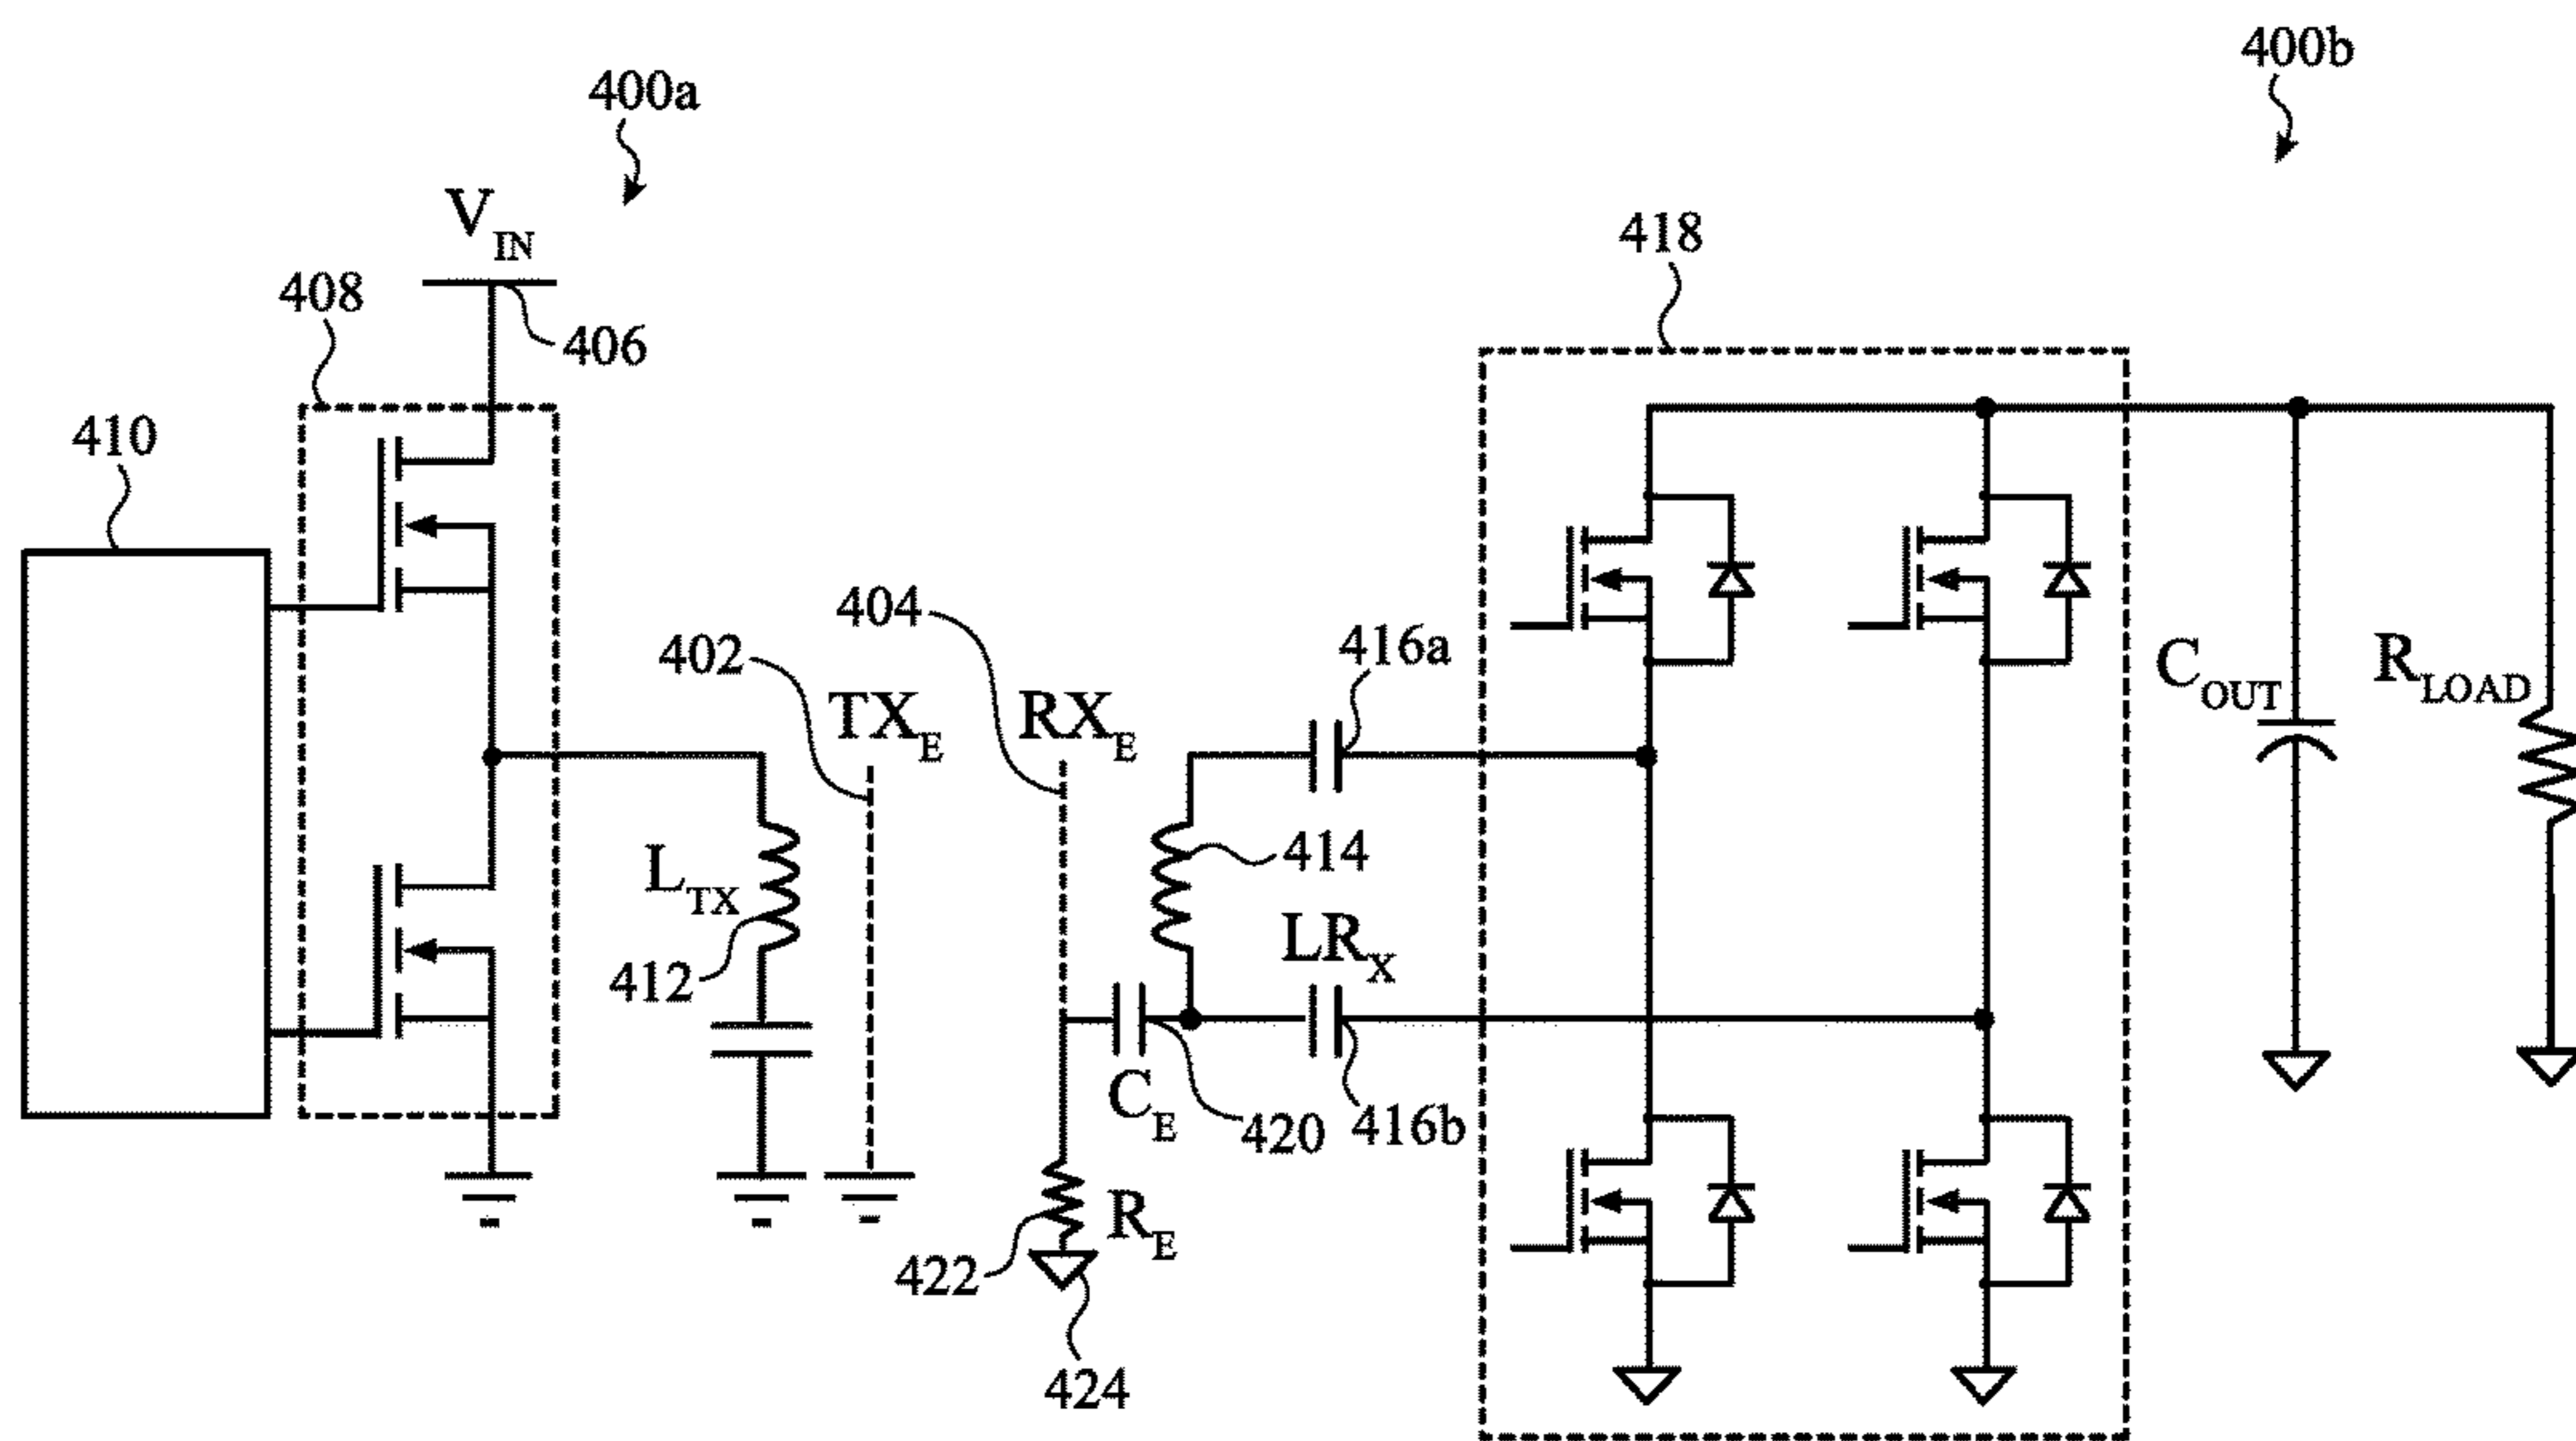 400b
400a
V_IN
418
408
406
410
404
416a
402
TX_E
RX_E
C_OUT
R_LOAD
414
L_TX
LR_X
412
C_E
420
416b
R_E
422
424